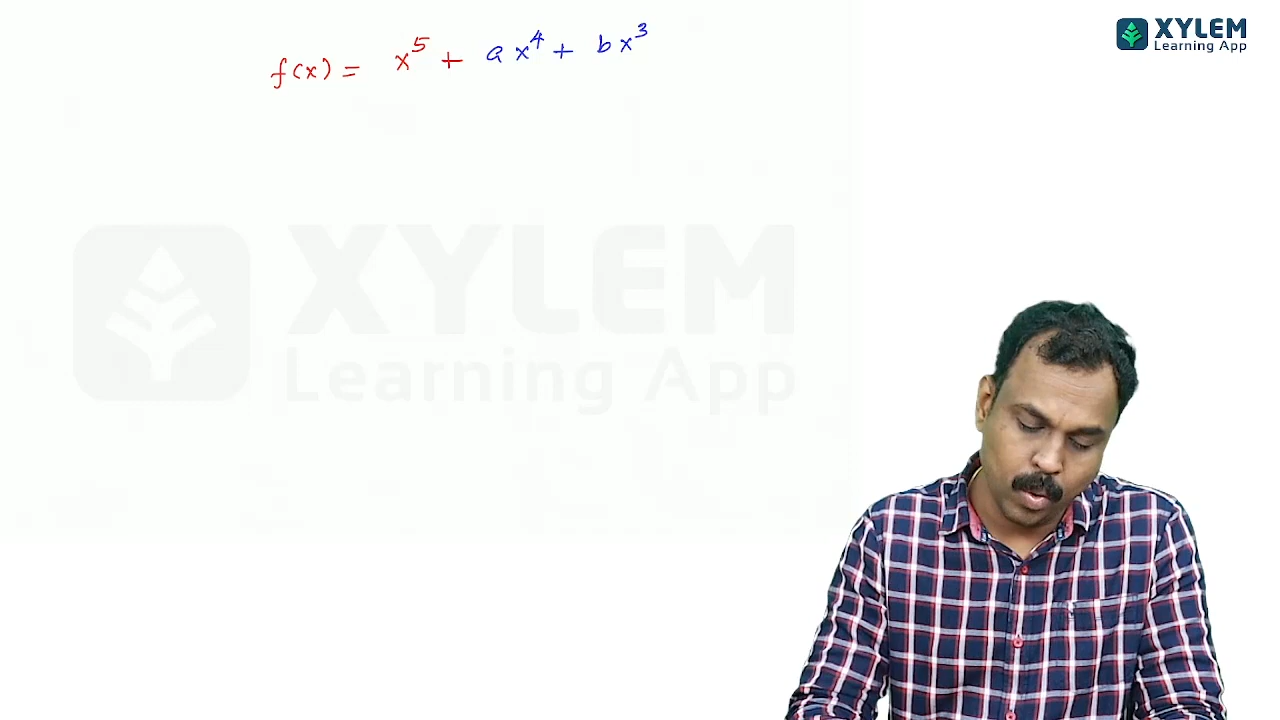 f(x) = x⁵ + ax⁴ + bx³
XYLEM
Learning App
XYLEM
Learning App